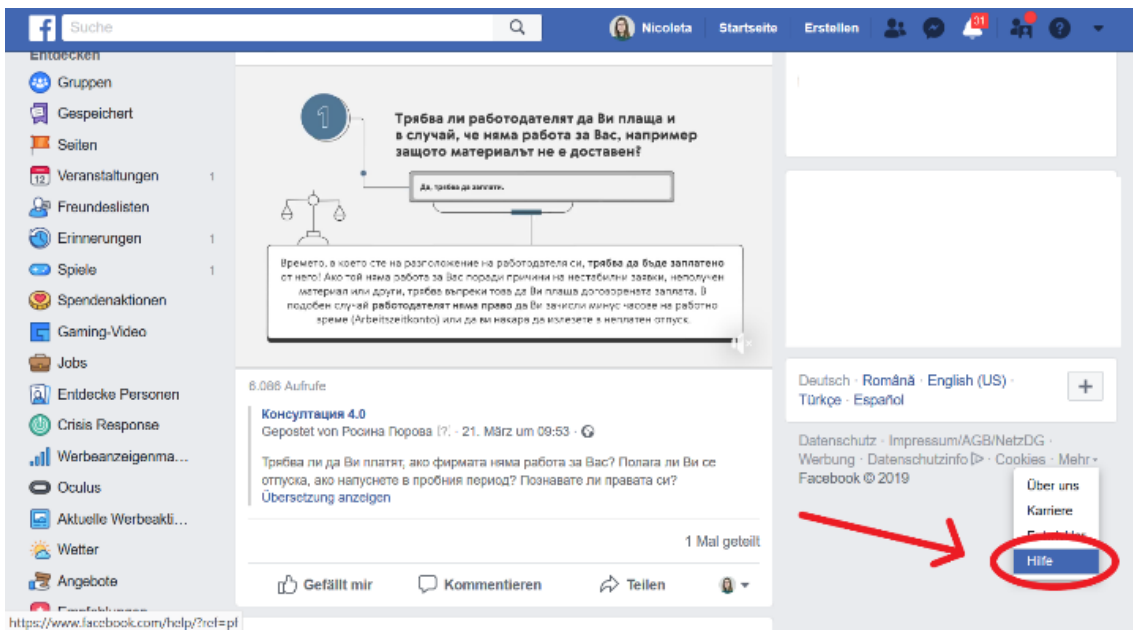 f
Suche
Nicoleta Startseite Erstellen 31
Entdecken
Gruppen
Gespeichert
Seiten
Veranstaltungen 1
Freundeslisten
Erinnerungen 1
Spiele 1
Spendenaktionen
Gaming-Video
Jobs
Entdecke Personen
Crisis Response
Werbeanzeigenma...
Oculus
Aktuelle Werbeakti...
Wetter
Angebote
Empfehlungen
https://www.facebook.com/help/?ref=pf
1
Трябва ли работодателят да Ви плаща и
в случай, че няма работа за Вас, например
защото материалът не е доставен?
Да, трябва да заплати.
Времето, в което сте на разположение на работодателя си, трябва да бъде заплатено
от него! Ако той няма работа за Вас поради причини на нестабилни заявки, неполучен
материал или други, трябва въпреки това да Ви плаща договорената заплата. В
подобен случай работодателят няма право да Ви зачисли минус часове на работно
време (Arbeitszeitkonto) или да ви накара да излезете в неплатен отпуск.
6.086 Aufrufe
Консултация 4.0
Gepostet von Росина Порова [?] · 21. März um 09:53 ·
Трябва ли да Ви платят, ако фирмата няма работа за Вас? Полага ли Ви се
отпуска, ако напуснете в пробния период? Познавате ли правата си?
Übersetzung anzeigen
1 Mal geteilt
Gefällt mir Kommentieren Teilen
Deutsch · Română · English (US) ·
Türkçe · Español
Datenschutz · Impressum/AGB/NetzDG ·
Werbung · Datenschutzinfo · Cookies · Mehr
Facebook © 2019
Über uns
Karriere
Hilfe